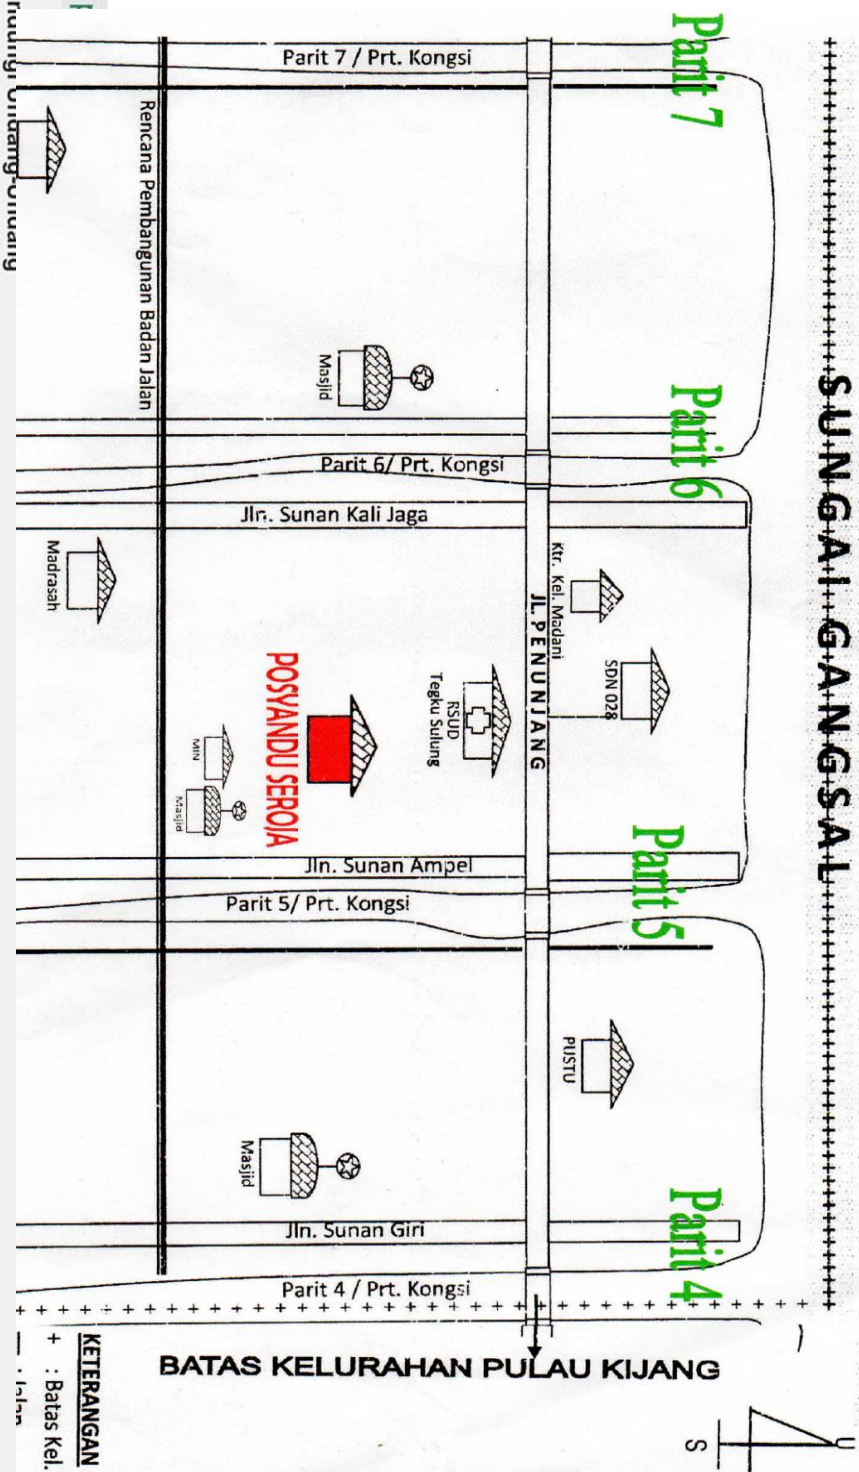 SUNGAI GANGSAL
Parit 7
Parit 7 / Prt. Kongsi
Rencana Pembangunan Badan Jalan
Masjid
Parit 6
Parit 6/ Prt. Kongsi
Jln. Sunan Kali Jaga
Madrasah
Ktr. Kel. Madani
SDN 028
JL. PENUNJANG
RSUD
Tegku Sulung
POSYANDU SEROJA
MIN
Masjid
Jln. Sunan Ampel
Parit 5
Parit 5/ Prt. Kongsi
PUSTU
Masjid
Parit 4
Jln. Sunan Giri
Parit 4 / Prt. Kongsi
BATAS KELURAHAN PULAU KIJANG
U
S
KETERANGAN
+ : Batas Kel.